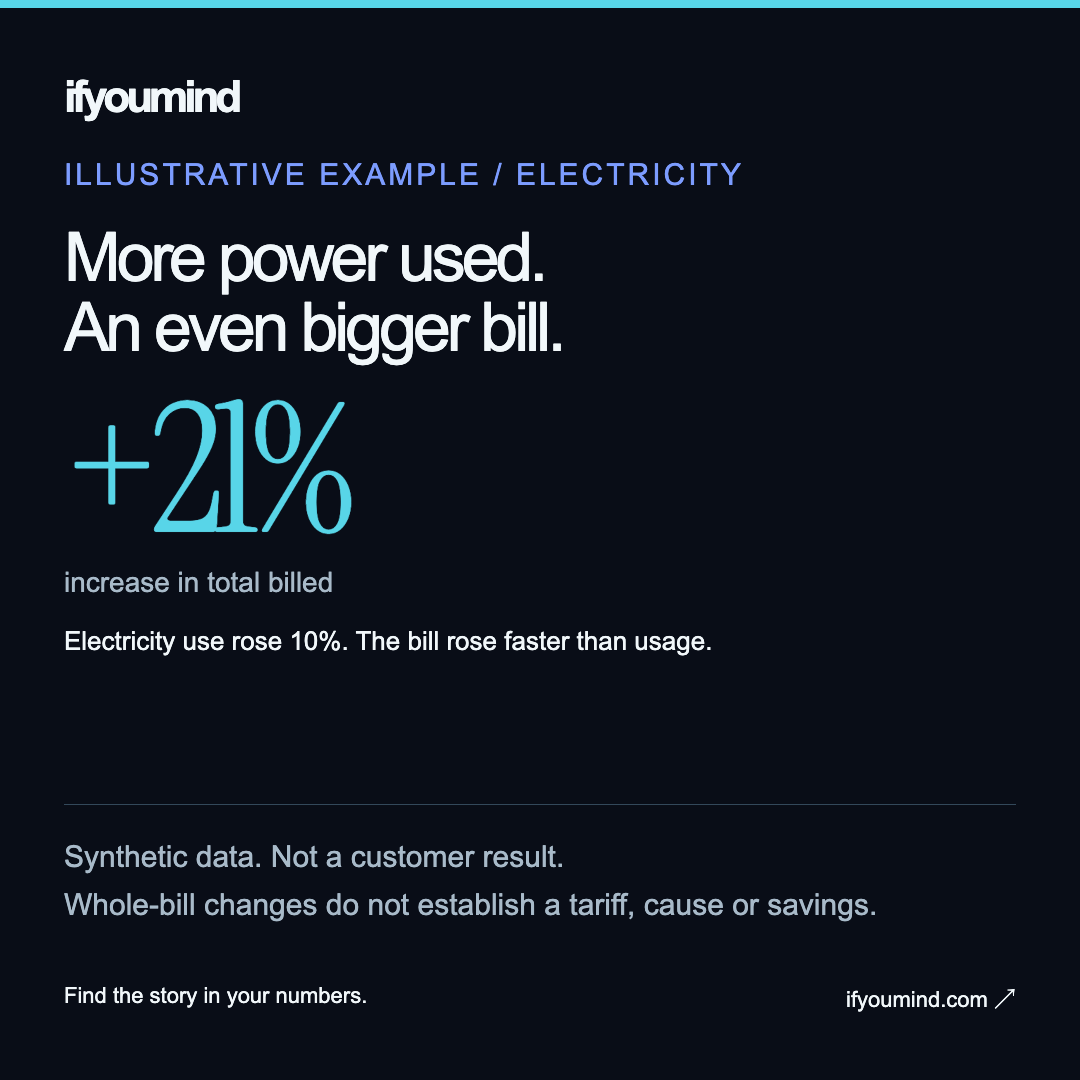 ifyoumind
ILLUSTRATIVE EXAMPLE / ELECTRICITY
More power used.
An even bigger bill.
+21%
increase in total billed
Electricity use rose 10%. The bill rose faster than usage.
Synthetic data. Not a customer result.
Whole-bill changes do not establish a tariff, cause or savings.
Find the story in your numbers.
ifyoumind.com ↗